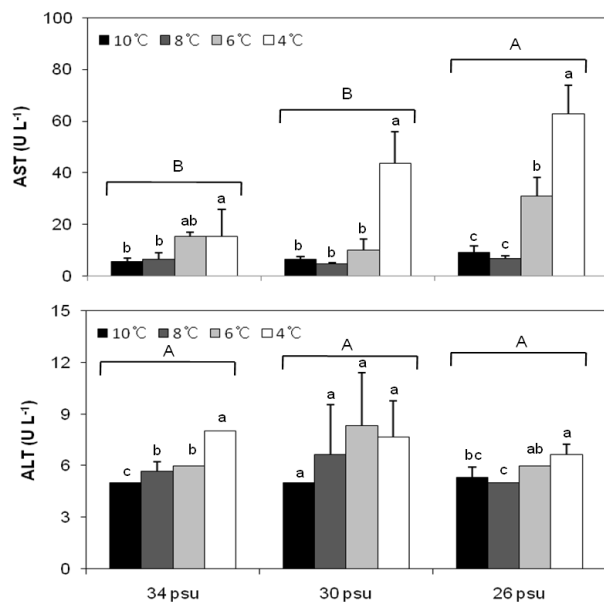 100
80
60
40
20
0
AST (U L⁻¹)
■ 10℃ ■ 8℃ ■ 6℃ □ 4℃
B B A
b b ab a
b b b a
c c b a
15
12
9
6
3
0
ALT (U L⁻¹)
■ 10℃ ■ 8℃ ■ 6℃ □ 4℃
A A A
c b b a
a a a a
bc c ab a
34 psu 30 psu 26 psu